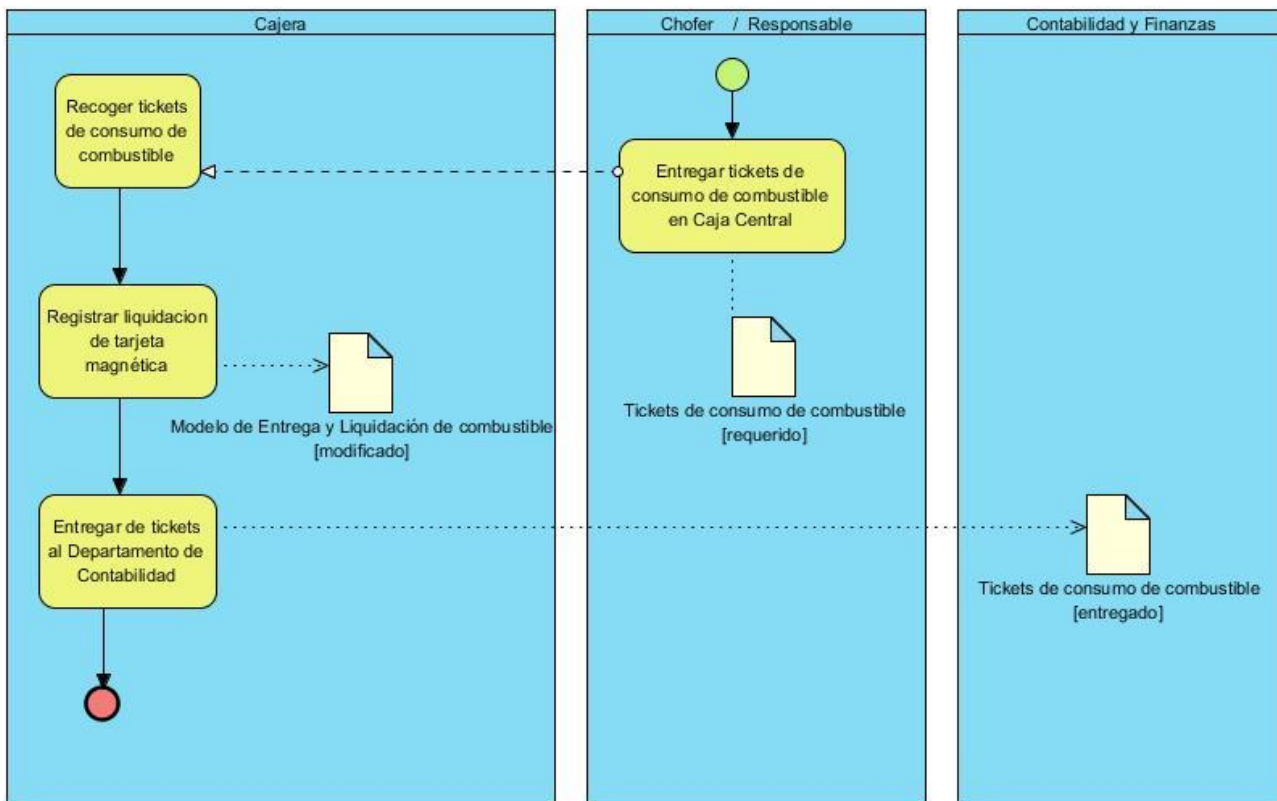 Cajera
Chofer / Responsable
Contabilidad y Finanzas
Recoger tickets
de consumo de
combustible
Entregar tickets de
consumo de combustible
en Caja Central
Registrar liquidacion
de tarjeta
magnética
Modelo de Entrega y Liquidación de combustible
[modificado]
Tickets de consumo de combustible
[requerido]
Entregar de tickets
al Departamento de
Contabilidad
Tickets de consumo de combustible
[entregado]